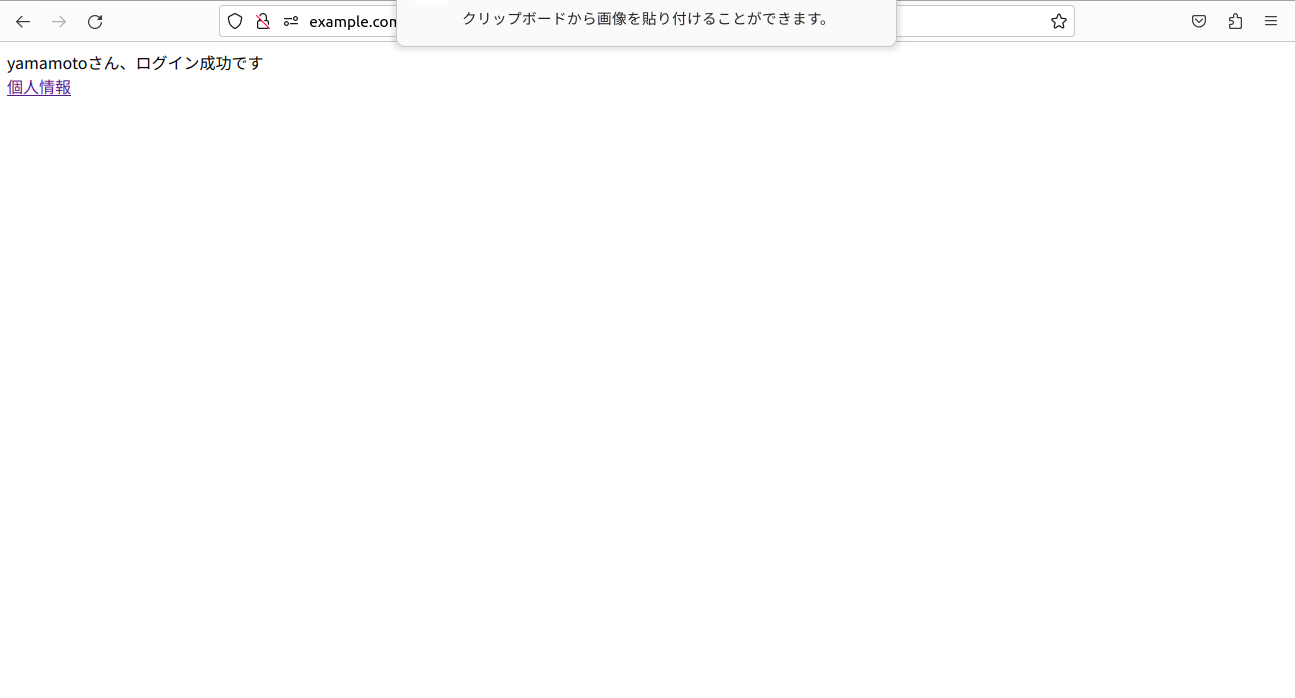 クリップボードから画像を貼り付けることができます。
example.com
yamamotoさん、ログイン成功です
個人情報